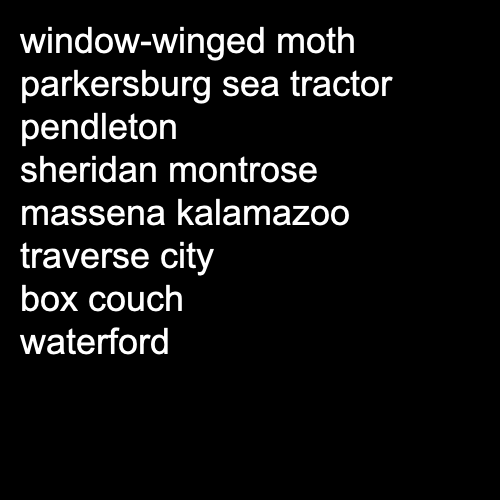 window-winged moth
parkersburg sea tractor
pendleton
sheridan montrose
massena kalamazoo
traverse city
box couch
waterford